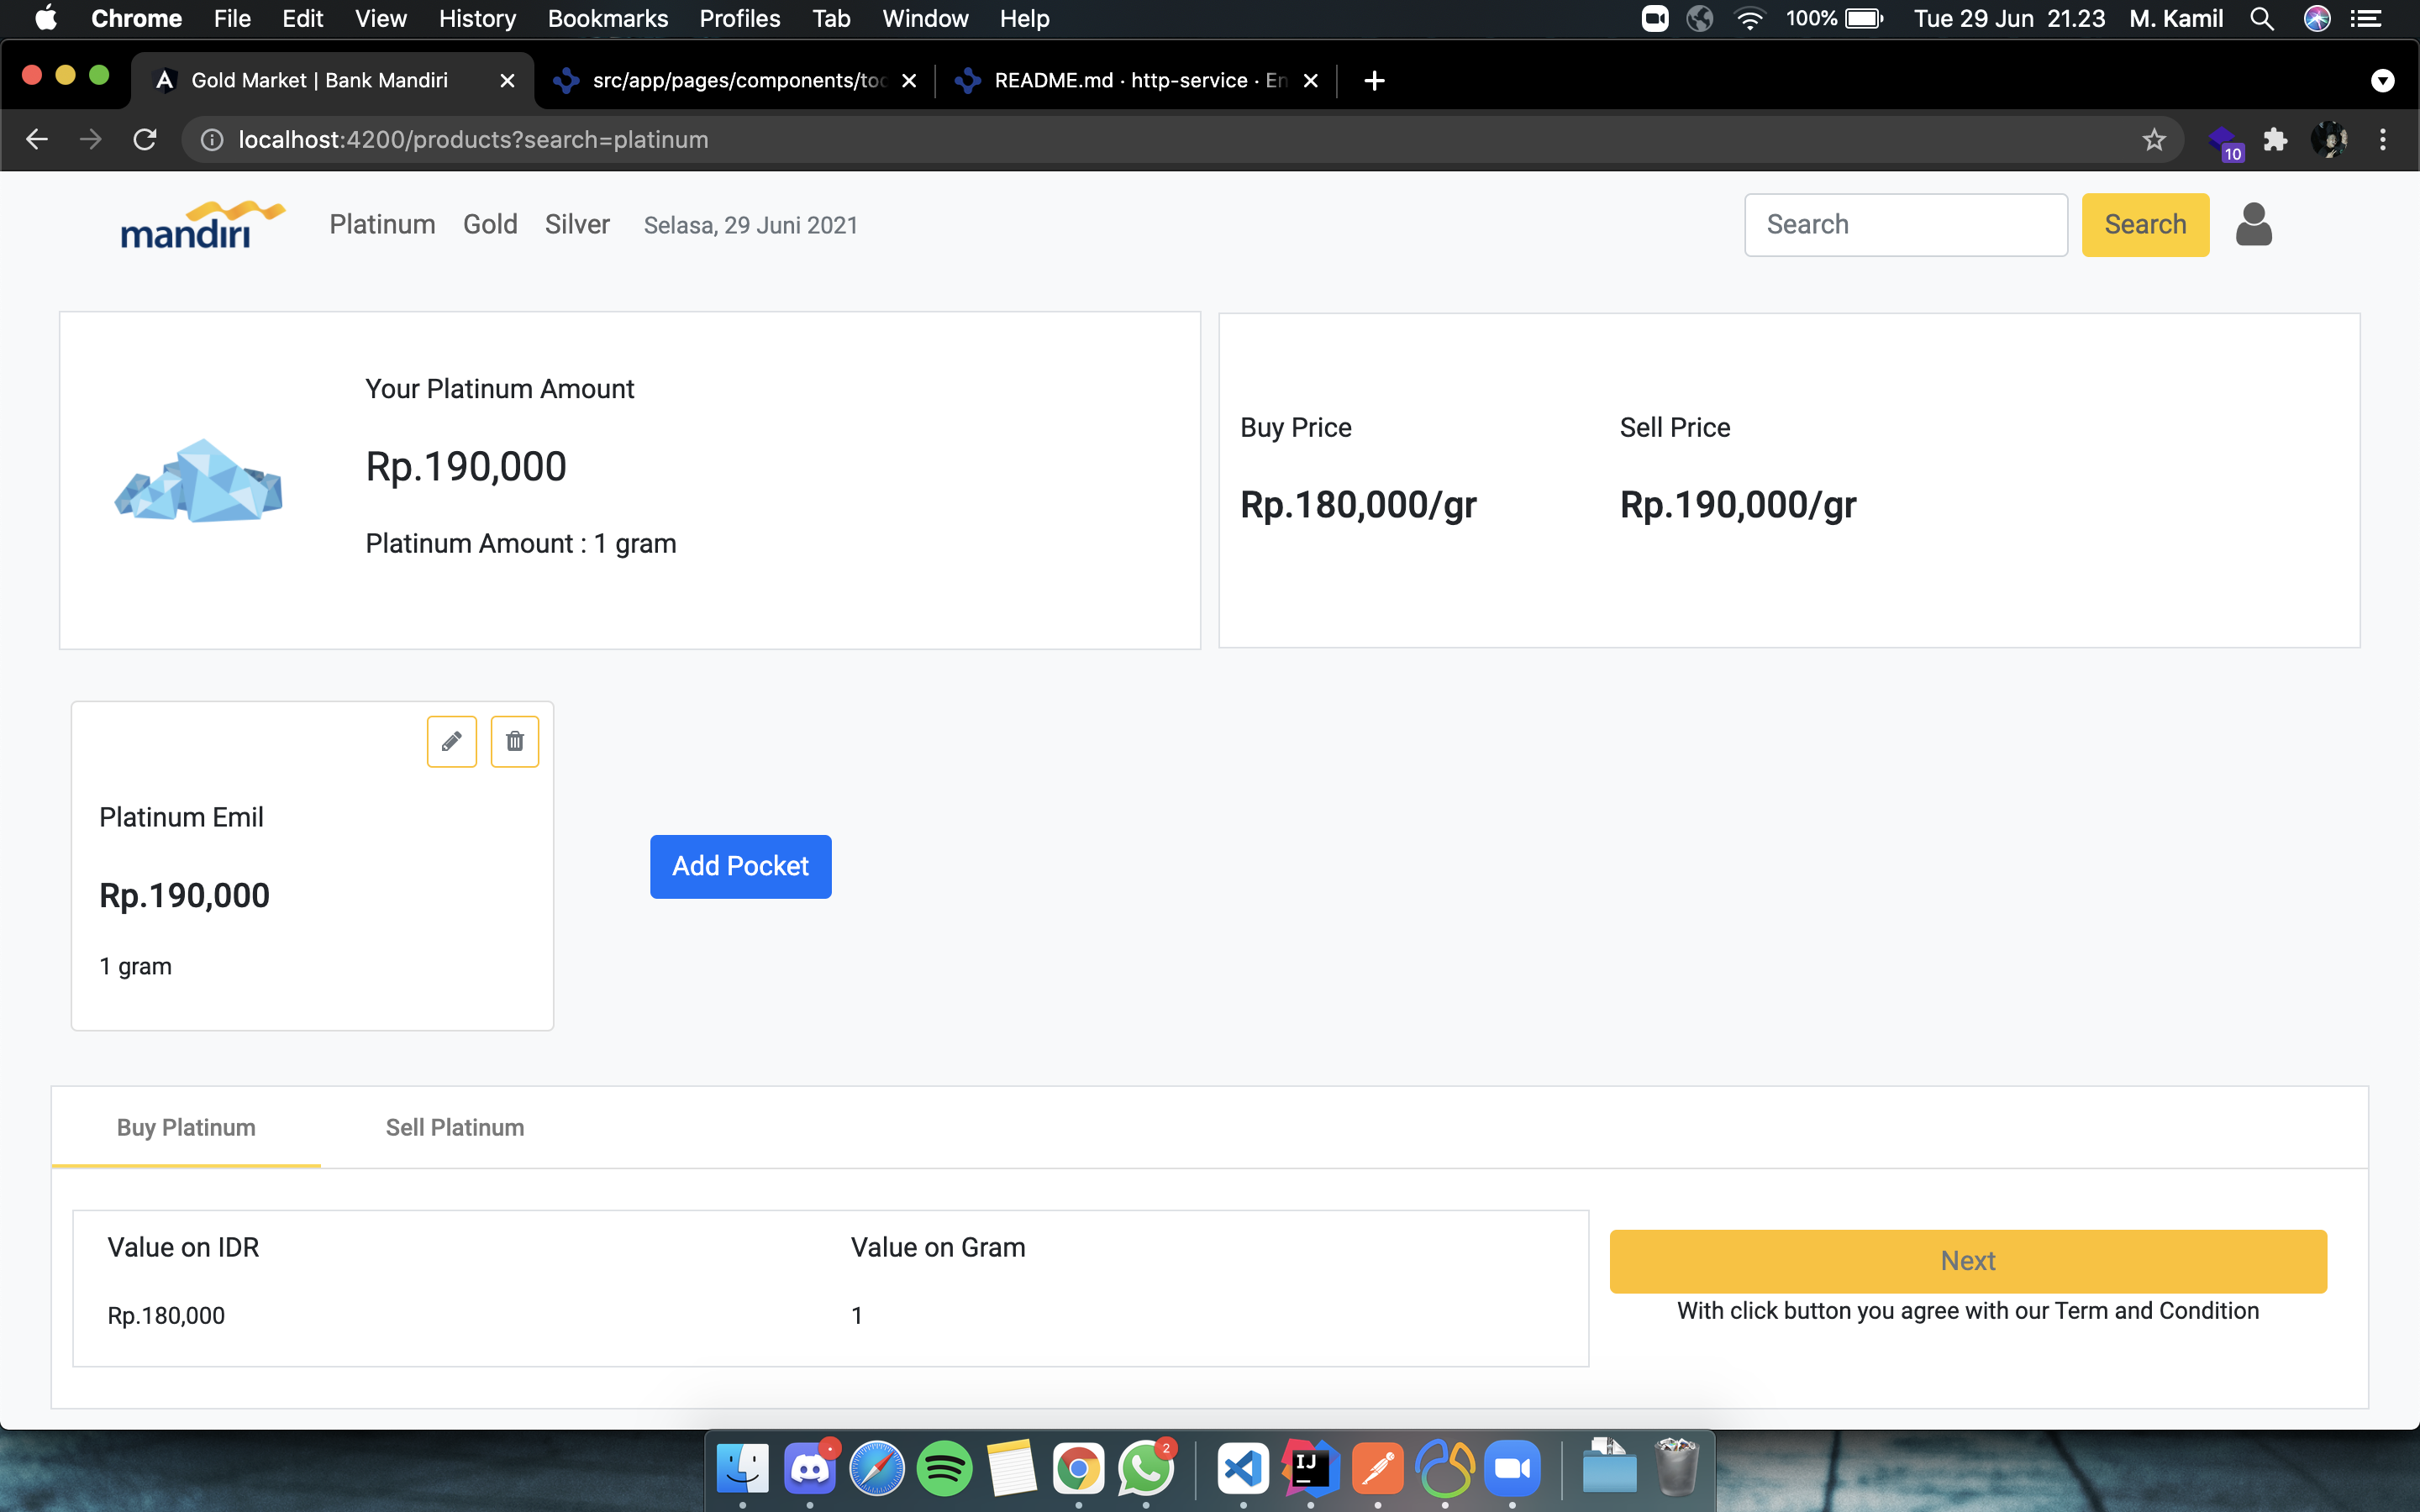 Chrome File Edit View History Bookmarks Profiles Tab Window Help 100% Tue 29 Jun 21.23 M. Kamil
Gold Market | Bank Mandiri
src/app/pages/components/too
README.md · http-service · En
localhost:4200/products?search=platinum
10
mandiri Platinum Gold Silver Selasa, 29 Juni 2021 Search Search
Your Platinum Amount
Rp.190,000
Platinum Amount : 1 gram
Buy Price
Rp.180,000/gr
Sell Price
Rp.190,000/gr
Platinum Emil
Rp.190,000
1 gram
Add Pocket
Buy Platinum Sell Platinum
Value on IDR
Rp.180,000
Value on Gram
1
Next
With click button you agree with our Term and Condition
2
IJ